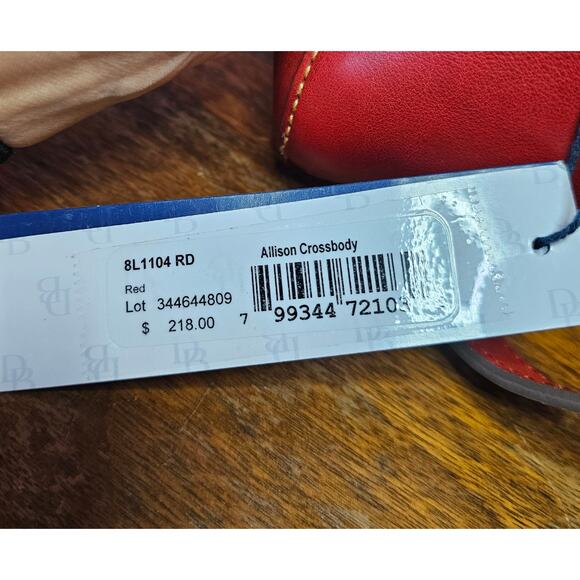 8L1104 RD
Allison Crossbody
Red
Lot 344644809
$ 218.00
7 99344 7210